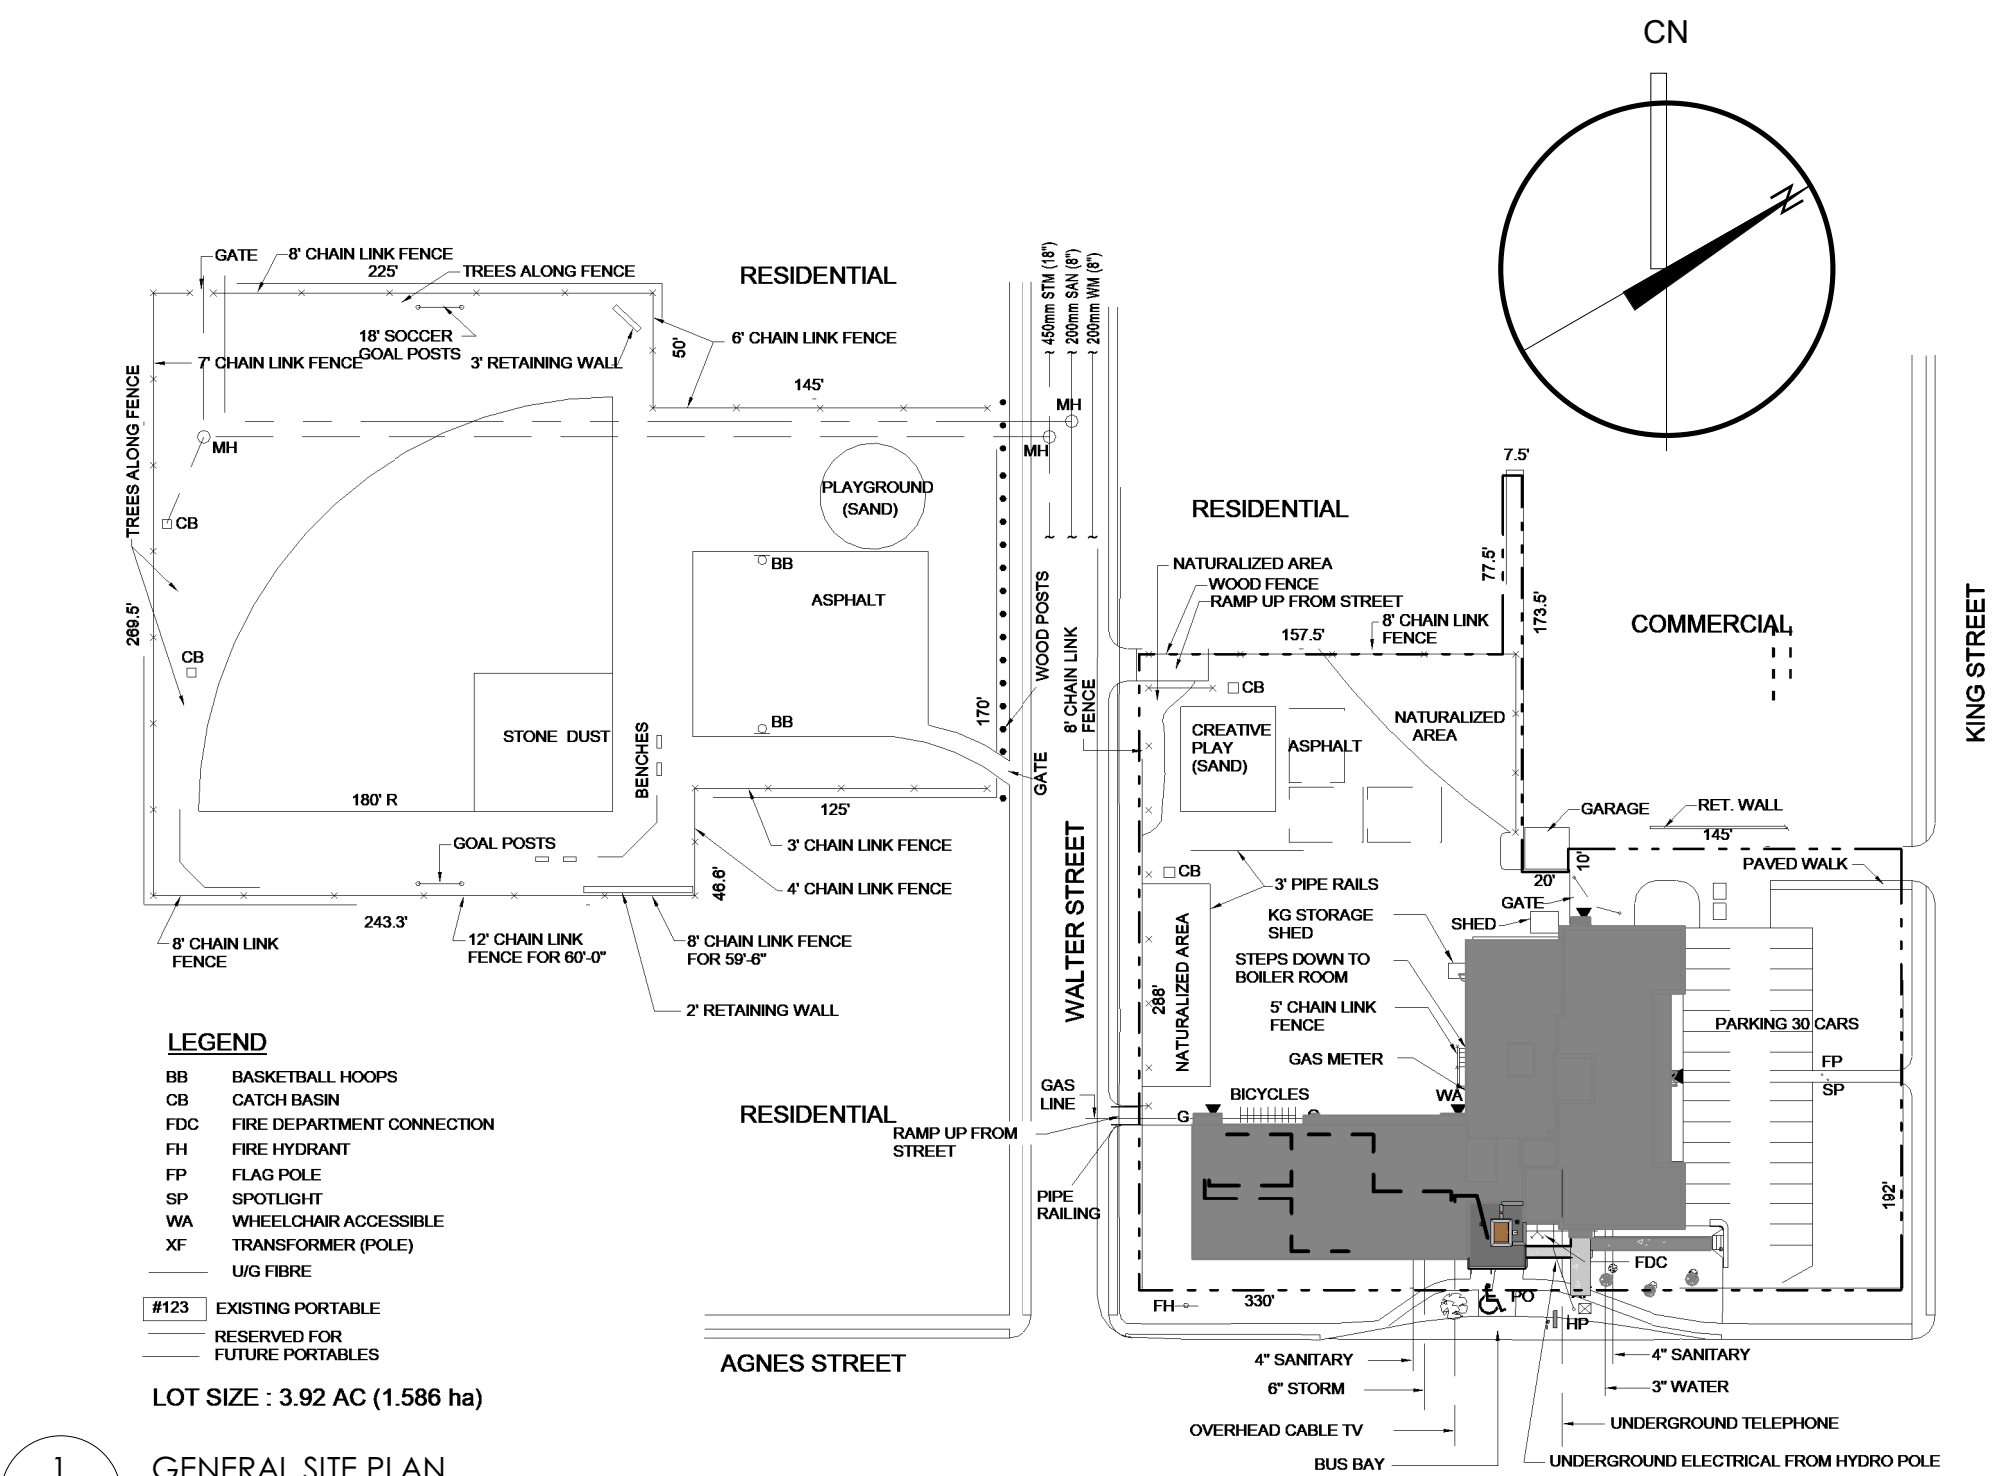 CN
N
GATE
8' CHAIN LINK FENCE
225'
TREES ALONG FENCE
RESIDENTIAL
18' SOCCER
GOAL POSTS
7' CHAIN LINK FENCE
3' RETAINING WALL
50'
6' CHAIN LINK FENCE
145'
450mm STM (18")
200mm SAN (8")
200mm WM (8")
MH
MH
MH
TREES ALONG FENCE
CB
CB
269.5'
PLAYGROUND
(SAND)
BB
ASPHALT
BB
WOOD POSTS
170'
GATE
STONE DUST
BENCHES
180' R
125'
GOAL POSTS
3' CHAIN LINK FENCE
4' CHAIN LINK FENCE
46.6'
243.3'
8' CHAIN LINK
FENCE
12' CHAIN LINK
FENCE FOR 60'-0"
8' CHAIN LINK FENCE
FOR 59'-6"
2' RETAINING WALL
7.5'
RESIDENTIAL
77.5'
173.5'
NATURALIZED AREA
WOOD FENCE
RAMP UP FROM STREET
157.5'
8' CHAIN LINK
FENCE
COMMERCIAL
KING STREET
8' CHAIN LINK
FENCE
CB
CREATIVE
PLAY
(SAND)
ASPHALT
NATURALIZED
AREA
GARAGE
RET. WALL
145'
PAVED WALK
10'
20'
WALTER STREET
CB
3' PIPE RAILS
GATE
KG STORAGE
SHED
SHED
STEPS DOWN TO
BOILER ROOM
288'
NATURALIZED AREA
5' CHAIN LINK
FENCE
PARKING 30 CARS
GAS METER
FP
SP
WA
GAS
LINE
BICYCLES
G
RESIDENTIAL
RAMP UP FROM
STREET
PIPE
RAILING
192'
FDC
FH
330'
PO
HP
AGNES STREET
4" SANITARY
6" STORM
OVERHEAD CABLE TV
BUS BAY
4" SANITARY
3" WATER
UNDERGROUND TELEPHONE
UNDERGROUND ELECTRICAL FROM HYDRO POLE
LEGEND
BB BASKETBALL HOOPS
CB CATCH BASIN
FDC FIRE DEPARTMENT CONNECTION
FH FIRE HYDRANT
FP FLAG POLE
SP SPOTLIGHT
WA WHEELCHAIR ACCESSIBLE
XF TRANSFORMER (POLE)
U/G FIBRE
#123 EXISTING PORTABLE
RESERVED FOR
FUTURE PORTABLES
LOT SIZE : 3.92 AC (1.586 ha)
1 GENERAL SITE PLAN